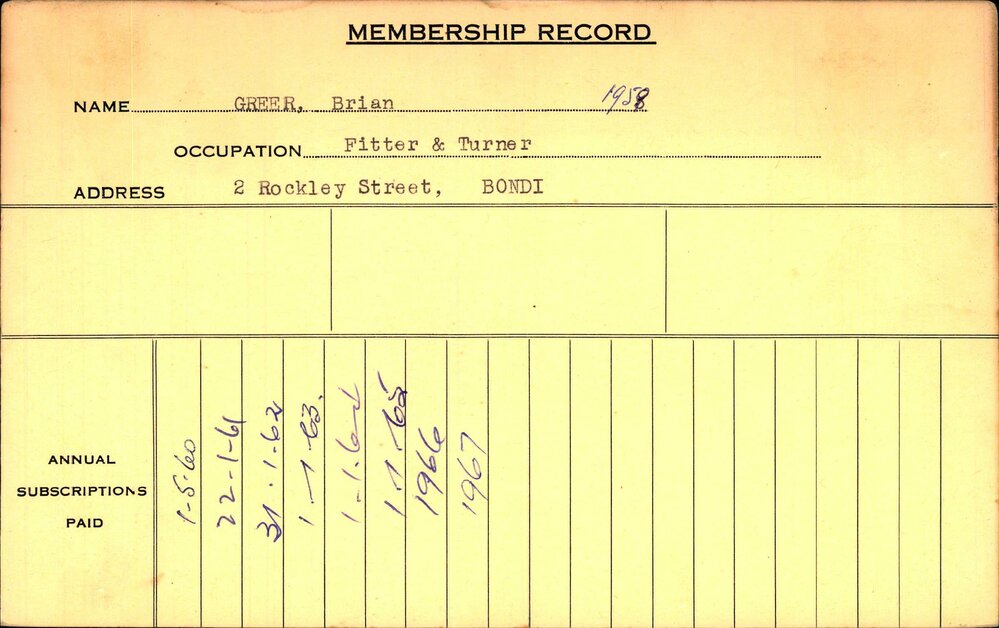 MEMBERSHIP RECORD
NAME GREER, Brian 1958
OCCUPATION Fitter & Turner
ADDRESS 2 Rockley Street, BONDI
ANNUAL
SUBSCRIPTIONS
PAID
1-5-60
22-1-61
31-1-62
1-1-63.
1-1-64
1-1-65
1966
1967